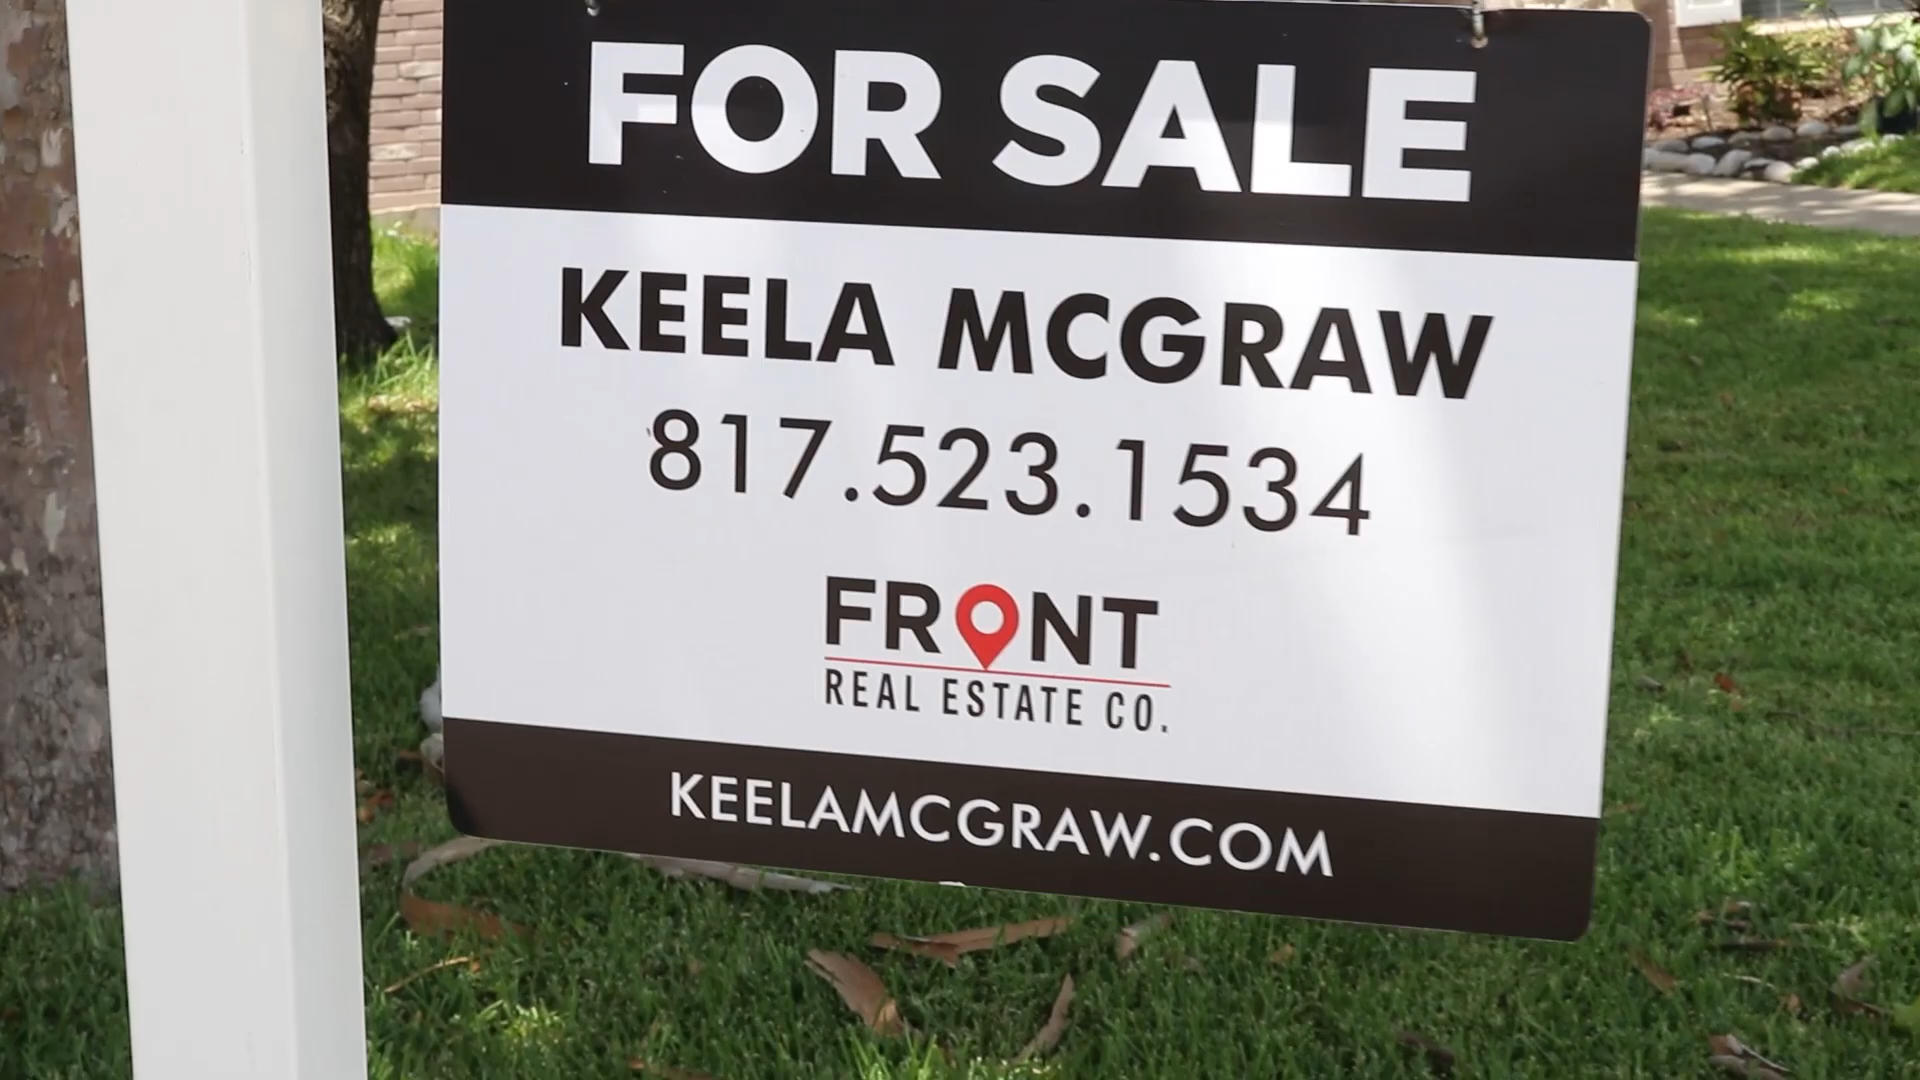 FOR SALE
KEELA MCGRAW
817.523.1534
FRONT
REAL ESTATE CO.
KEELAMCGRAW.COM